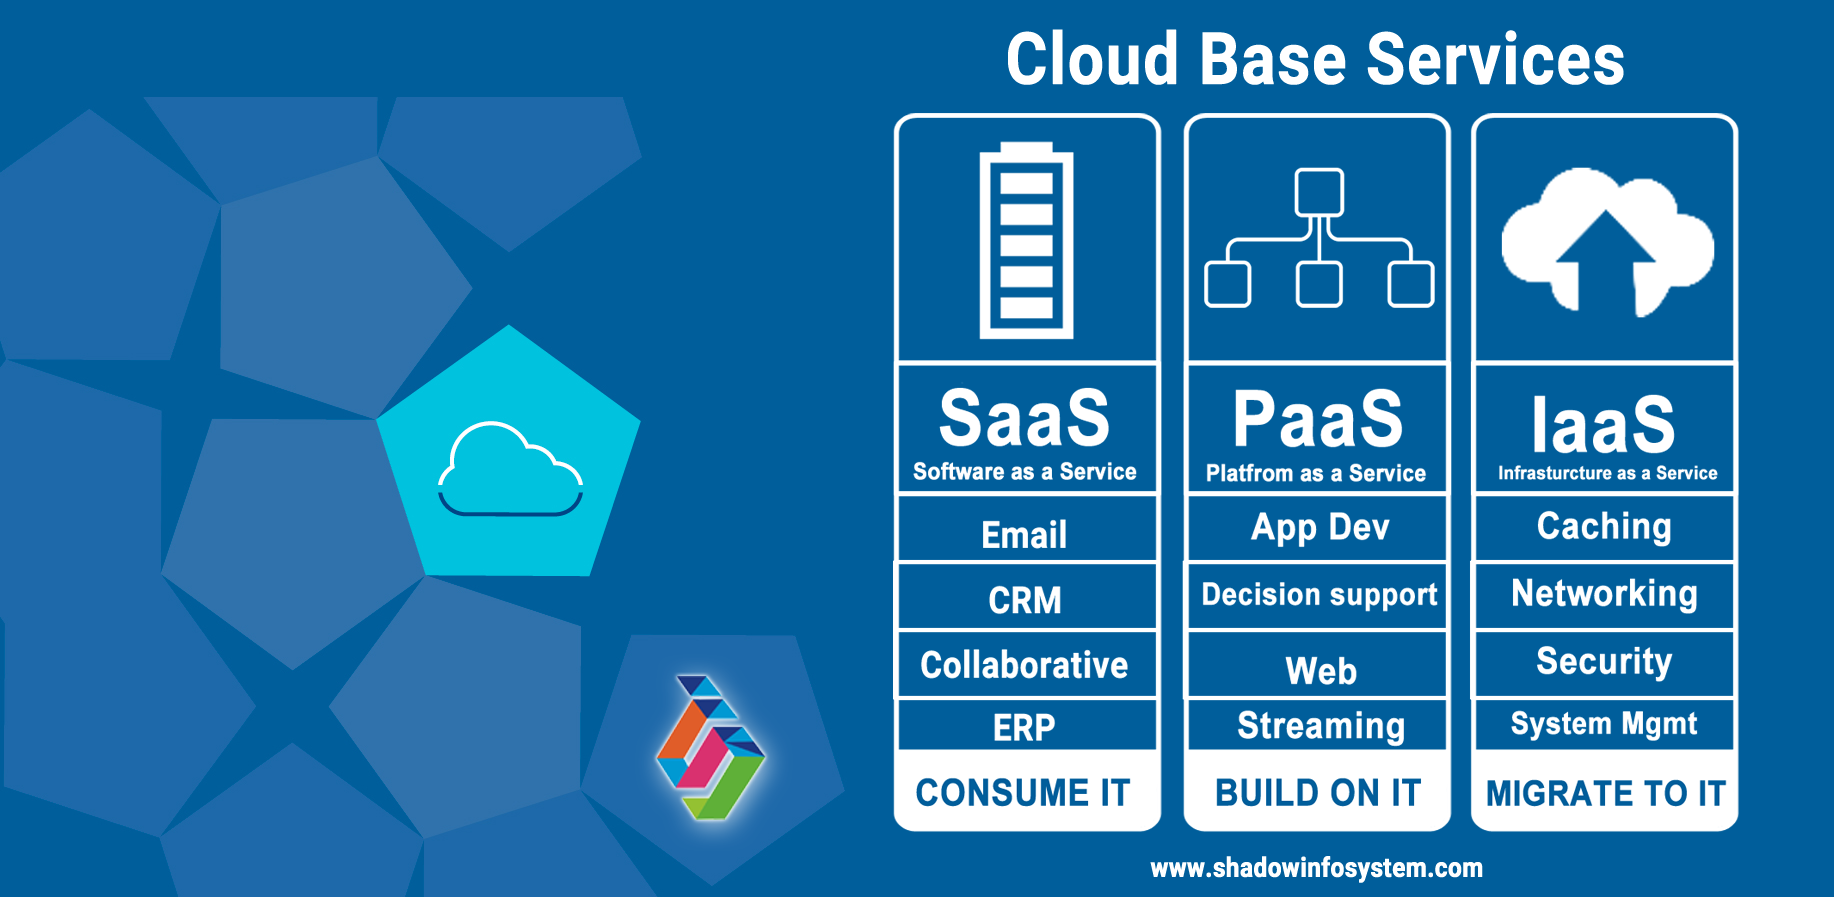 Cloud Base Services
SaaS
Software as a Service
Email
CRM
Collaborative
ERP
CONSUME IT
PaaS
Platfrom as a Service
App Dev
Decision support
Web
Streaming
BUILD ON IT
IaaS
Infrasturcture as a Service
Caching
Networking
Security
System Mgmt
MIGRATE TO IT
www.shadowinfosystem.com